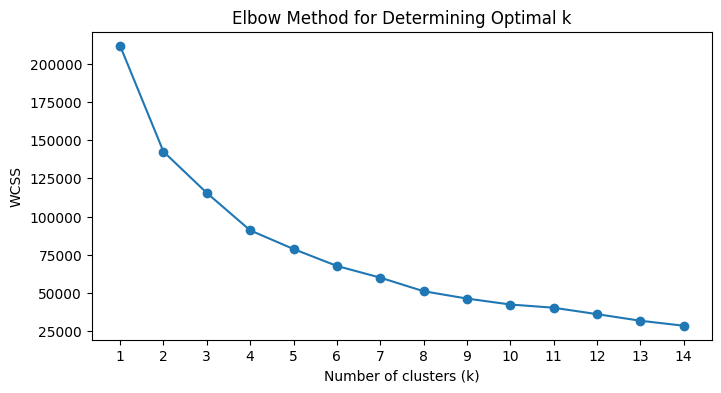 Elbow Method for Determining Optimal k
200000
175000
150000
125000
100000
75000
50000
25000
WCSS
1 2 3 4 5 6 7 8 9 10 11 12 13 14
Number of clusters (k)